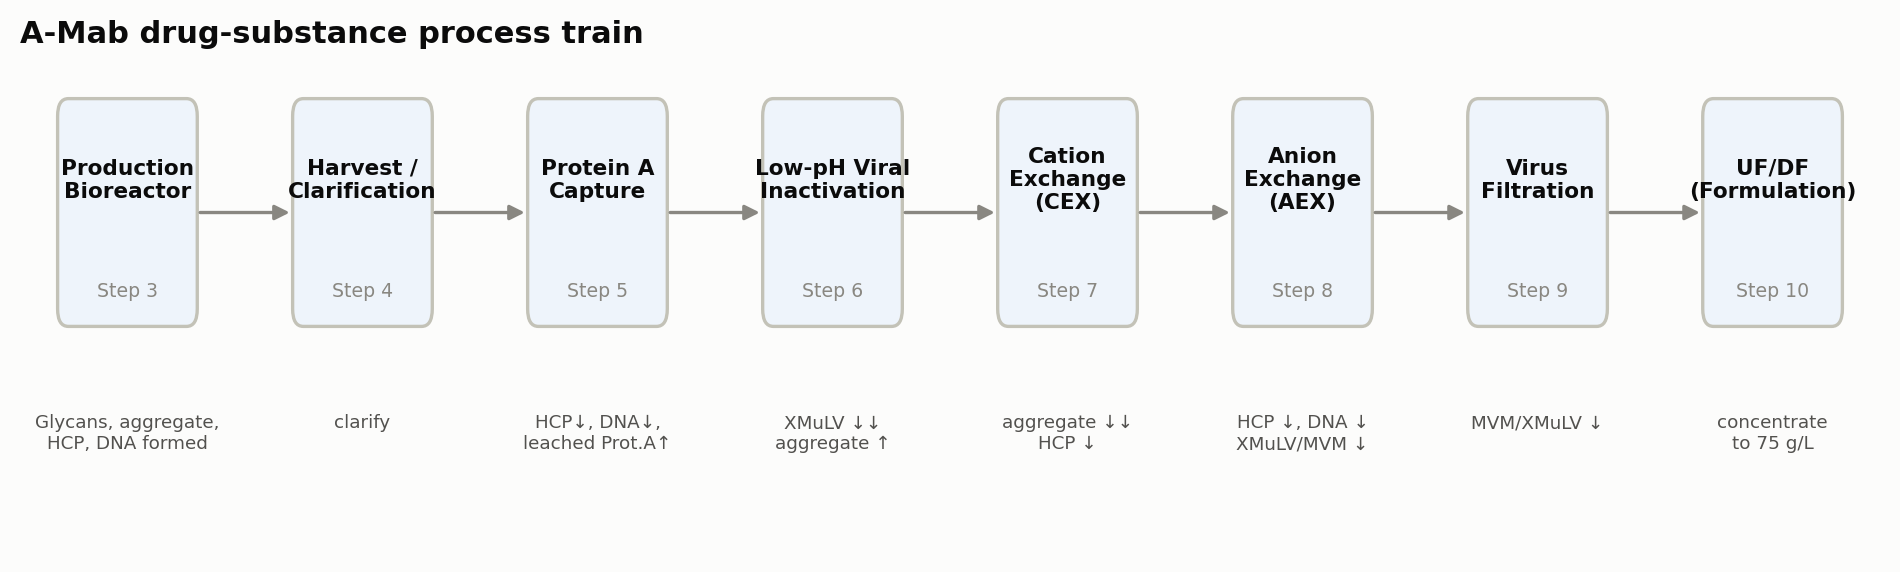 A-Mab drug-substance process train
Production
Bioreactor
Step 3
Harvest /
Clarification
Step 4
Protein A
Capture
Step 5
Low-pH Viral
Inactivation
Step 6
Cation
Exchange
(CEX)
Step 7
Anion
Exchange
(AEX)
Step 8
Virus
Filtration
Step 9
UF/DF
(Formulation)
Step 10
Glycans, aggregate,
HCP, DNA formed
clarify
HCP↓, DNA↓,
leached Prot.A↑
XMuLV ↓↓
aggregate ↑
aggregate ↓↓
HCP ↓
HCP ↓, DNA ↓
XMuLV/MVM ↓
MVM/XMuLV ↓
concentrate
to 75 g/L